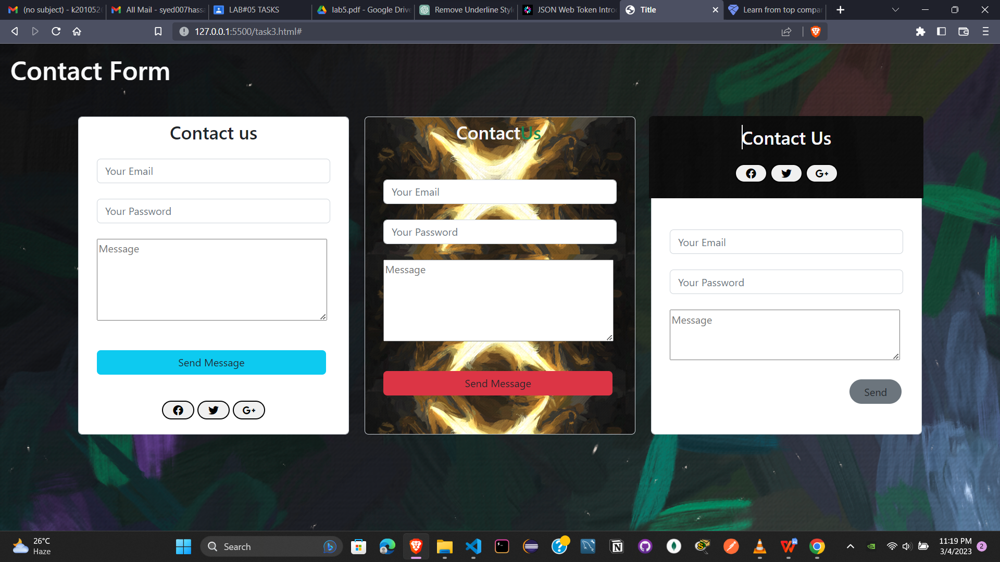 (no subject) - k201052
All Mail - syed007hassa
LAB#05 TASKS
lab5.pdf - Google Drive
Remove Underline Style
JSON Web Token Intro
Title
Learn from top compar
127.0.0.1:5500/task3.html#
Contact Form
Contact us
Your Email
Your Password
Message
Send Message
G+
ContactUs
Your Email
Your Password
Message
Send Message
Contact Us
G+
Your Email
Your Password
Message
Send
26°C
Haze
Search
11:19 PM
3/4/2023
2